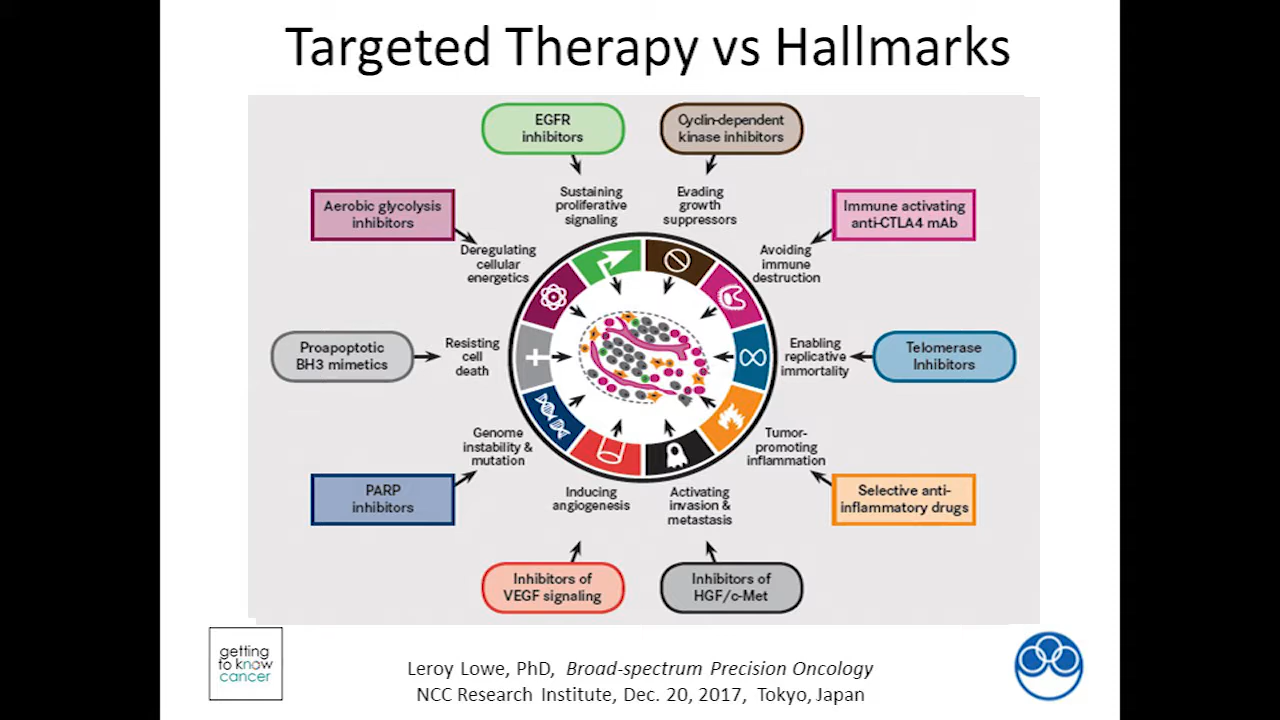 Targeted Therapy vs Hallmarks
EGFR
inhibitors
Cyclin-dependent
kinase inhibitors
Sustaining
proliferative
signaling
Evading
growth
suppressors
Aerobic glycolysis
inhibitors
Immune activating
anti-CTLA4 mAb
Deregulating
cellular
energetics
Avoiding
immune
destruction
Proapoptotic
BH3 mimetics
Resisting
cell
death
Enabling
replicative
immortality
Telomerase
Inhibitors
Genome
instability &
mutation
Tumor-
promoting
inflammation
PARP
inhibitors
Inducing
angiogenesis
Activating
invasion &
metastasis
Selective anti-
inflammatory drugs
Inhibitors of
VEGF signaling
Inhibitors of
HGF/c-Met
getting
to know
cancer
Leroy Lowe, PhD, Broad-spectrum Precision Oncology
NCC Research Institute, Dec. 20, 2017, Tokyo, Japan